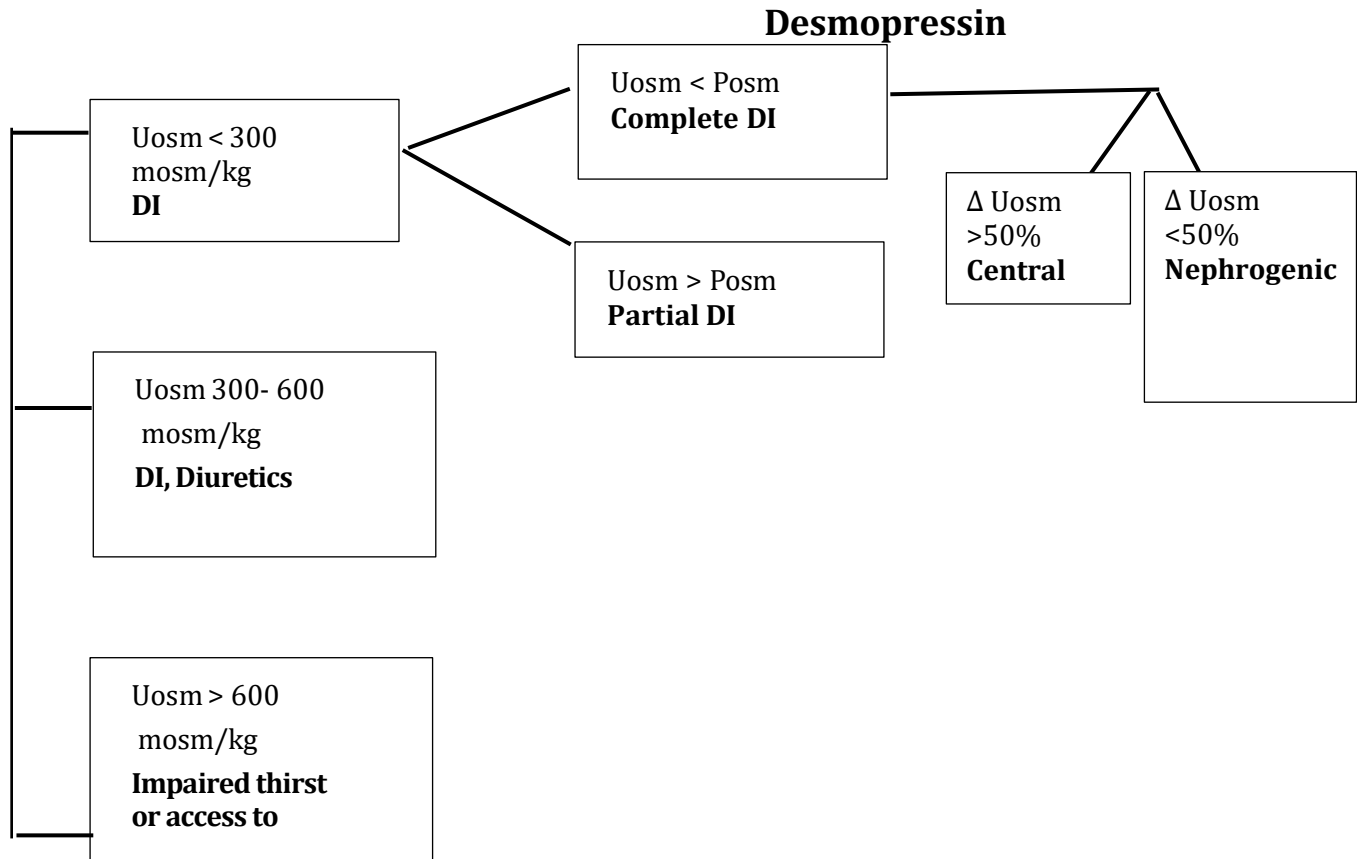 Desmopressin
Uosm < 300
mosm/kg
DI
Uosm < Posm
Complete DI
Uosm > Posm
Partial DI
Δ Uosm
>50%
Central
Δ Uosm
<50%
Nephrogenic
Uosm 300- 600
mosm/kg
DI, Diuretics
Uosm > 600
mosm/kg
Impaired thirst
or access to